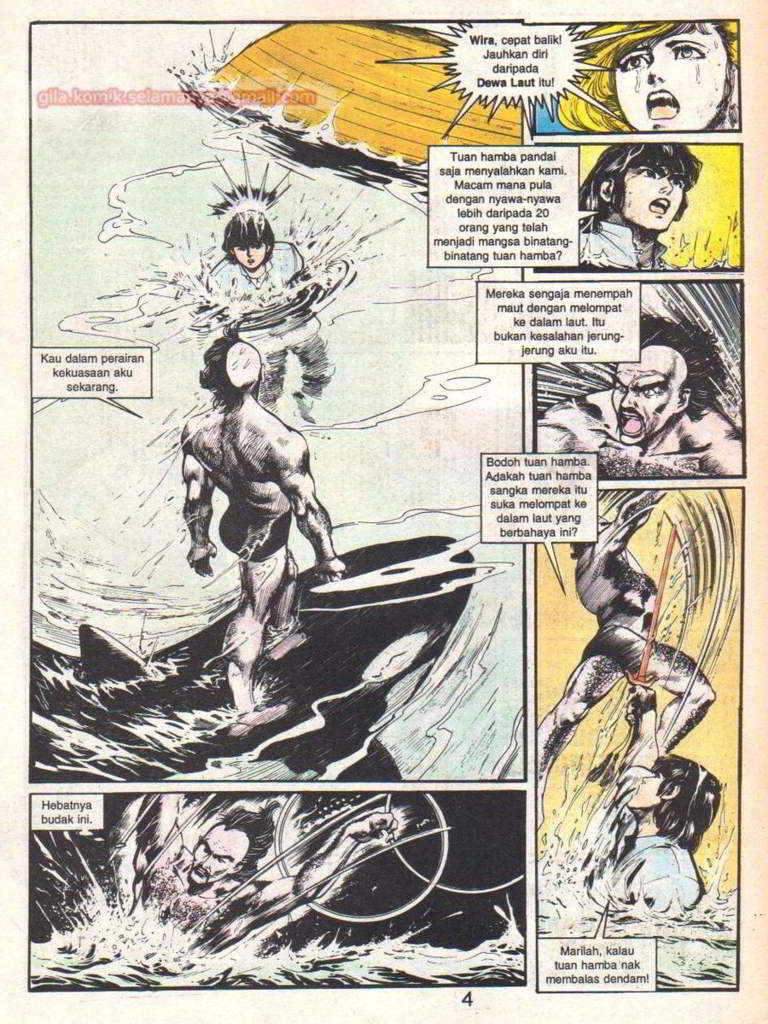 Wira, cepat balik!
Jauhkan diri
daripada
Dewa Laut itu!
Tuan hamba pandai
saja menyalahkan kami.
Macam mana pula
dengan nyawa-nyawa
lebih daripada 20
orang yang telah
menjadi mangsa binatang-
binatang tuan hamba?
Mereka sengaja menempah
maut dengan melompat
ke dalam laut. Itu
bukan kesalahan jerung-
jerung aku itu.
Kau dalam perairan
kekuasaan aku
sekarang.
Bodoh tuan hamba.
Adakah tuan hamba
sangka mereka itu
suka melompat ke
dalam laut yang
berbahaya ini?
Hebatnya
budak ini.
Marilah, kalau
tuan hamba nak
membalas dendam!
4